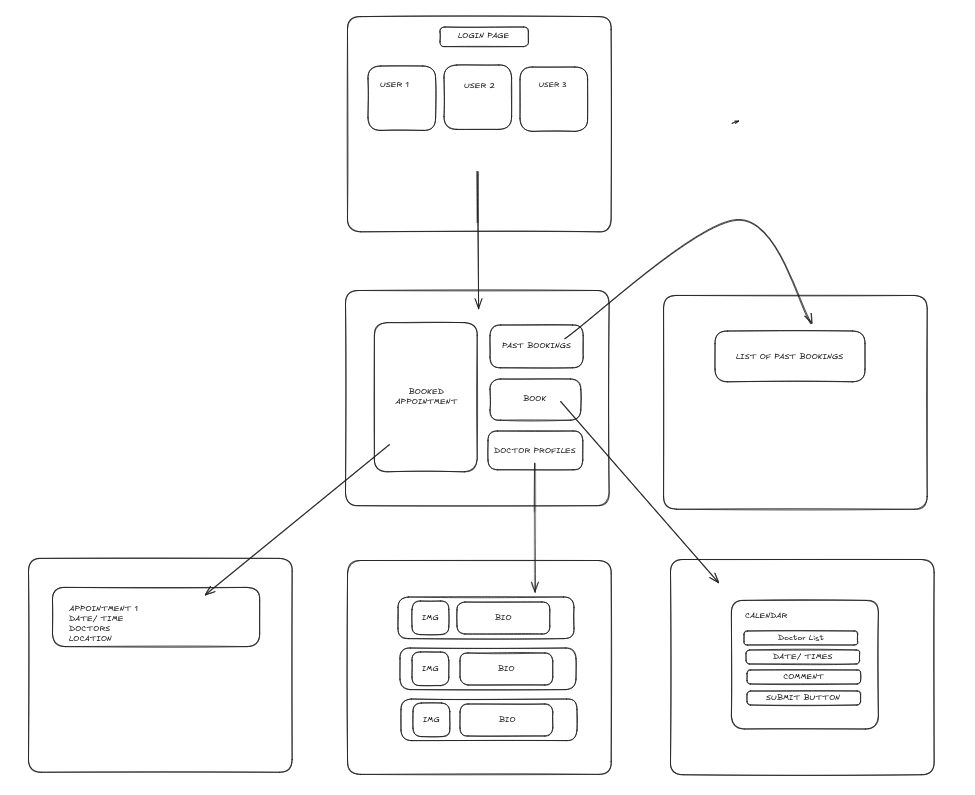 LOGIN PAGE
USER 1
USER 2
USER 3
BOOKED
APPOINTMENT
PAST BOOKINGS
BOOK
DOCTOR PROFILES
LIST OF PAST BOOKINGS
APPOINTMENT 1
DATE/ TIME
DOCTORS
LOCATION
IMG
BIO
IMG
BIO
IMG
BIO
CALENDAR
Doctor List
DATE/ TIMES
COMMENT
SUBMIT BUTTON